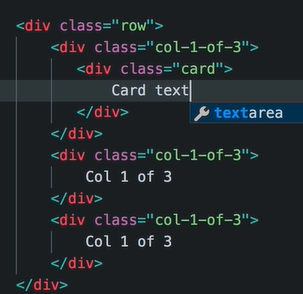 <div class="row">
<div class="col-1-of-3">
<div class="card">
Card text
</div>
textarea
</div>
<div class="col-1-of-3">
Col 1 of 3
</div>
<div class="col-1-of-3">
Col 1 of 3
</div>
</div>